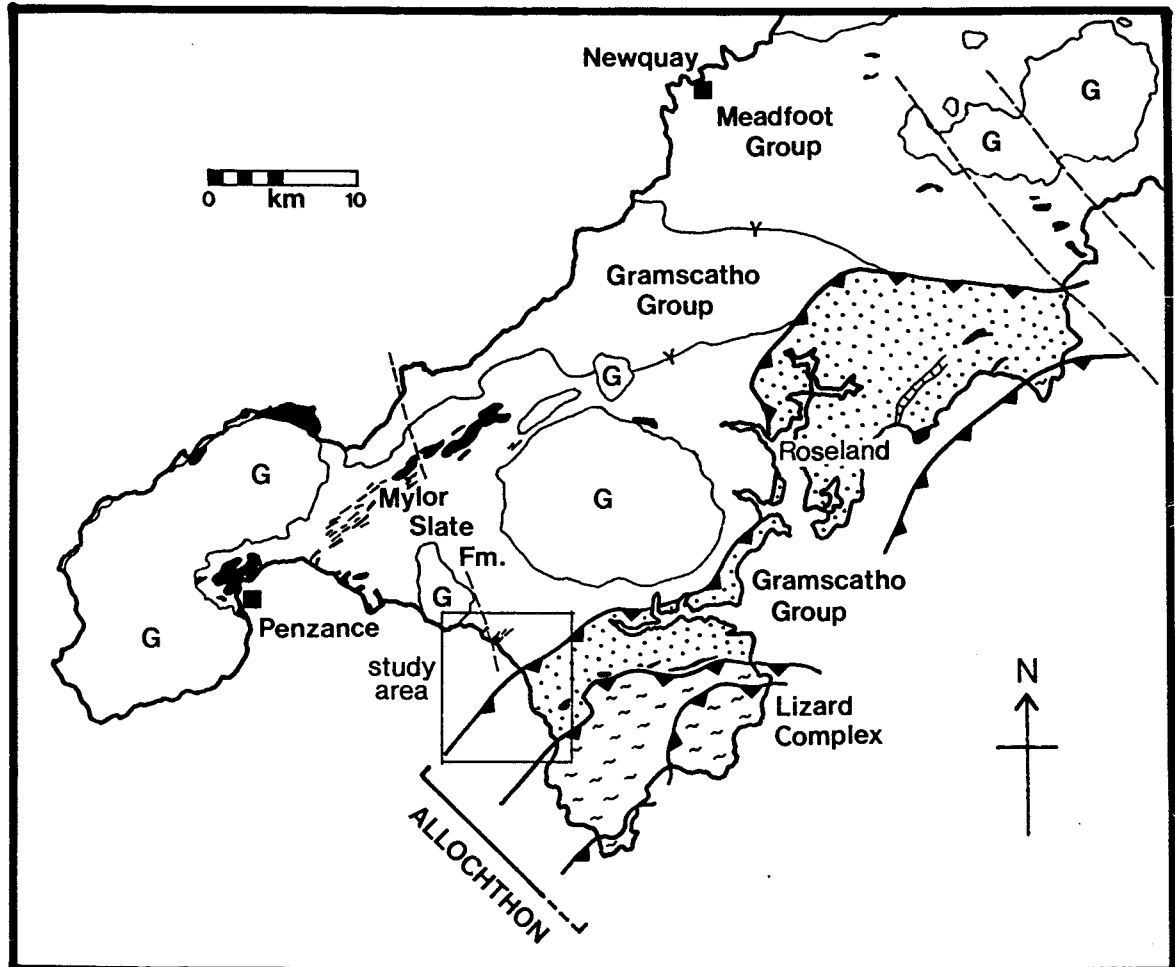 Newquay
G
Meadfoot
Group
G
0 km 10
Y
Gramscatho
Group
Y
G
Roseland
G
G
Mylor
Slate
Fm.
Gramscatho
Group
G
Penzance
G
study
area
N
Lizard
Complex
ALLOCHTHON